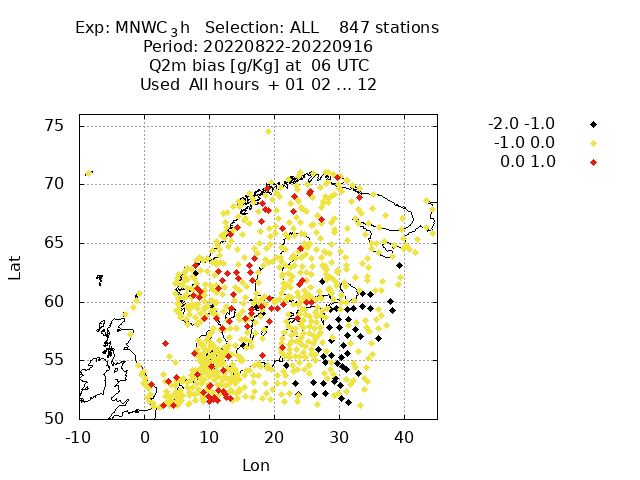 Exp: MNWC_3h   Selection: ALL    847 stations
Period: 20220822-20220916
Q2m bias [g/Kg] at  06 UTC
Used  All hours  + 01 02 ... 12
-2.0 -1.0
-1.0 0.0
0.0 1.0
75
70
65
60
55
50
Lat
-10 0 10 20 30 40
Lon